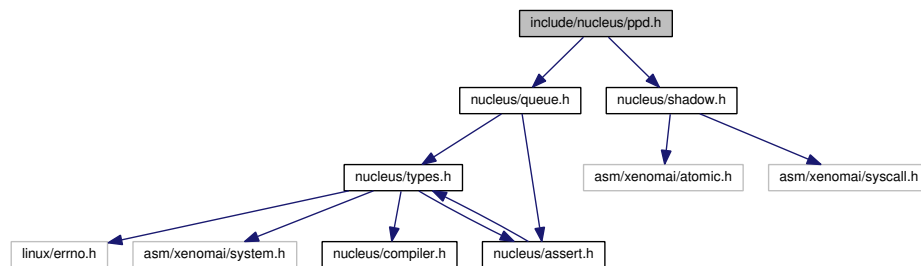 include/nucleus/ppd.h
nucleus/queue.h
nucleus/shadow.h
nucleus/types.h
asm/xenomai/atomic.h
asm/xenomai/syscall.h
linux/errno.h
asm/xenomai/system.h
nucleus/compiler.h
nucleus/assert.h